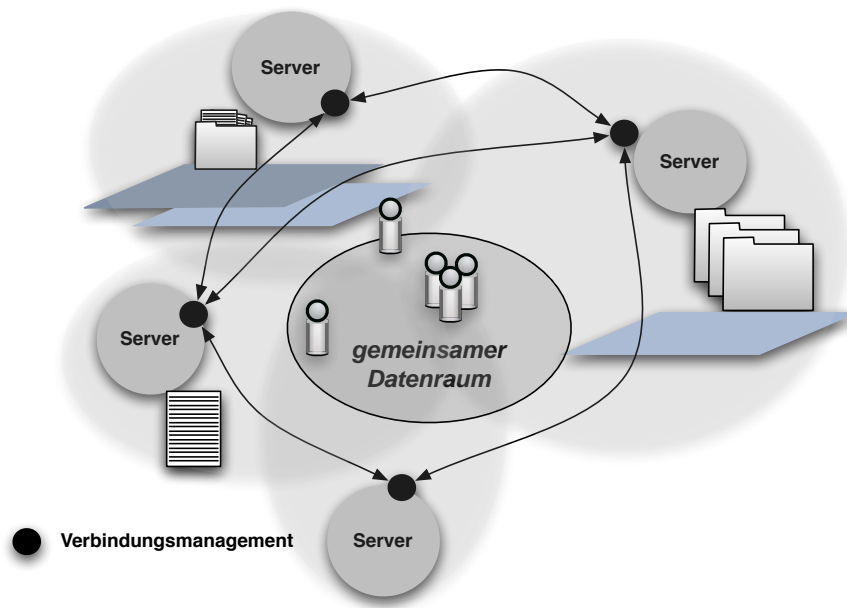 Server
Server
Server
gemeinsamer
Datenraum
Server
Verbindungsmanagement